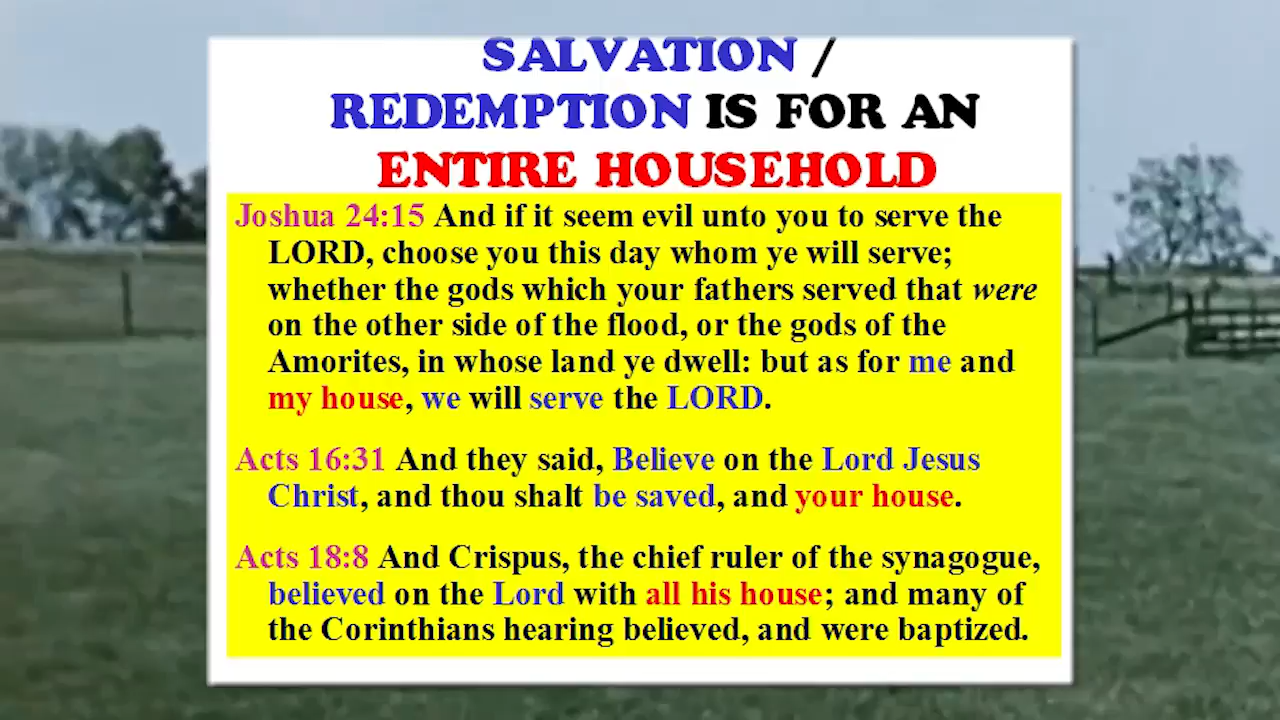 SALVATION /
REDEMPTION IS FOR AN
ENTIRE HOUSEHOLD
Joshua 24:15 And if it seem evil unto you to serve the
LORD, choose you this day whom ye will serve;
whether the gods which your fathers served that were
on the other side of the flood, or the gods of the
Amorites, in whose land ye dwell: but as for me and
my house, we will serve the LORD.
Acts 16:31 And they said, Believe on the Lord Jesus
Christ, and thou shalt be saved, and your house.
Acts 18:8 And Crispus, the chief ruler of the synagogue,
believed on the Lord with all his house; and many of
the Corinthians hearing believed, and were baptized.